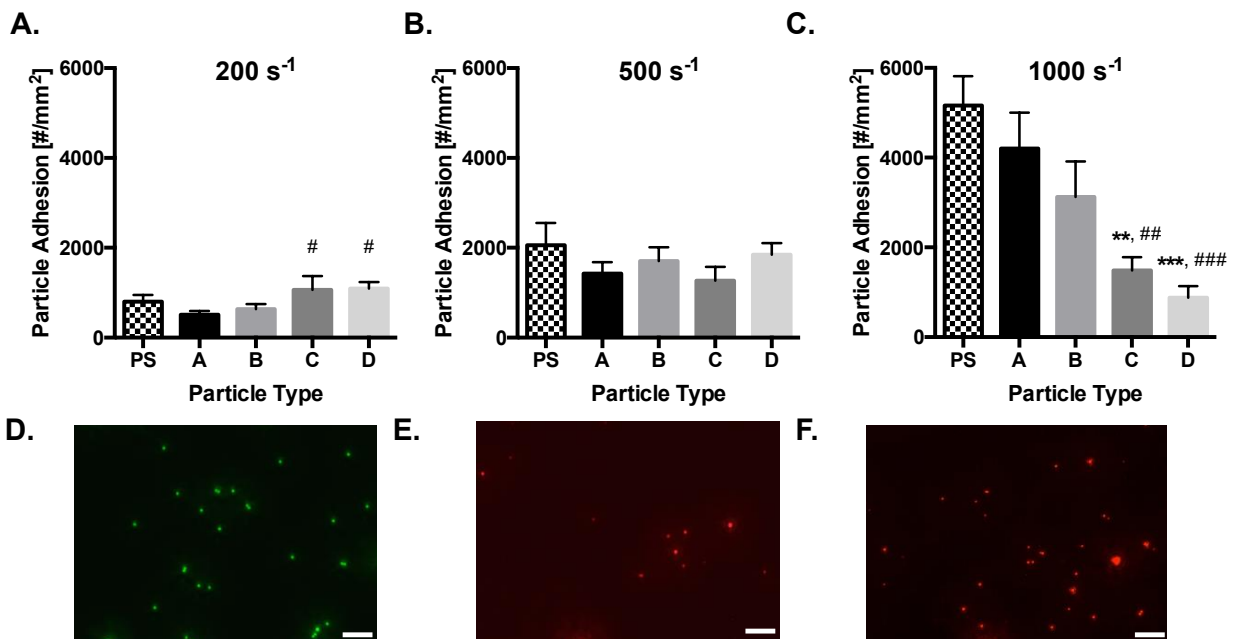 A.
200 s-1
Particle Adhesion [#/mm2]
6000
4000
2000
0
# #
PS A B C D
Particle Type
B.
500 s-1
Particle Adhesion [#/mm2]
6000
4000
2000
0
PS A B C D
Particle Type
C.
1000 s-1
Particle Adhesion [#/mm2]
6000
4000
2000
0
**, ##
***, ###
PS A B C D
Particle Type
D.
E.
F.